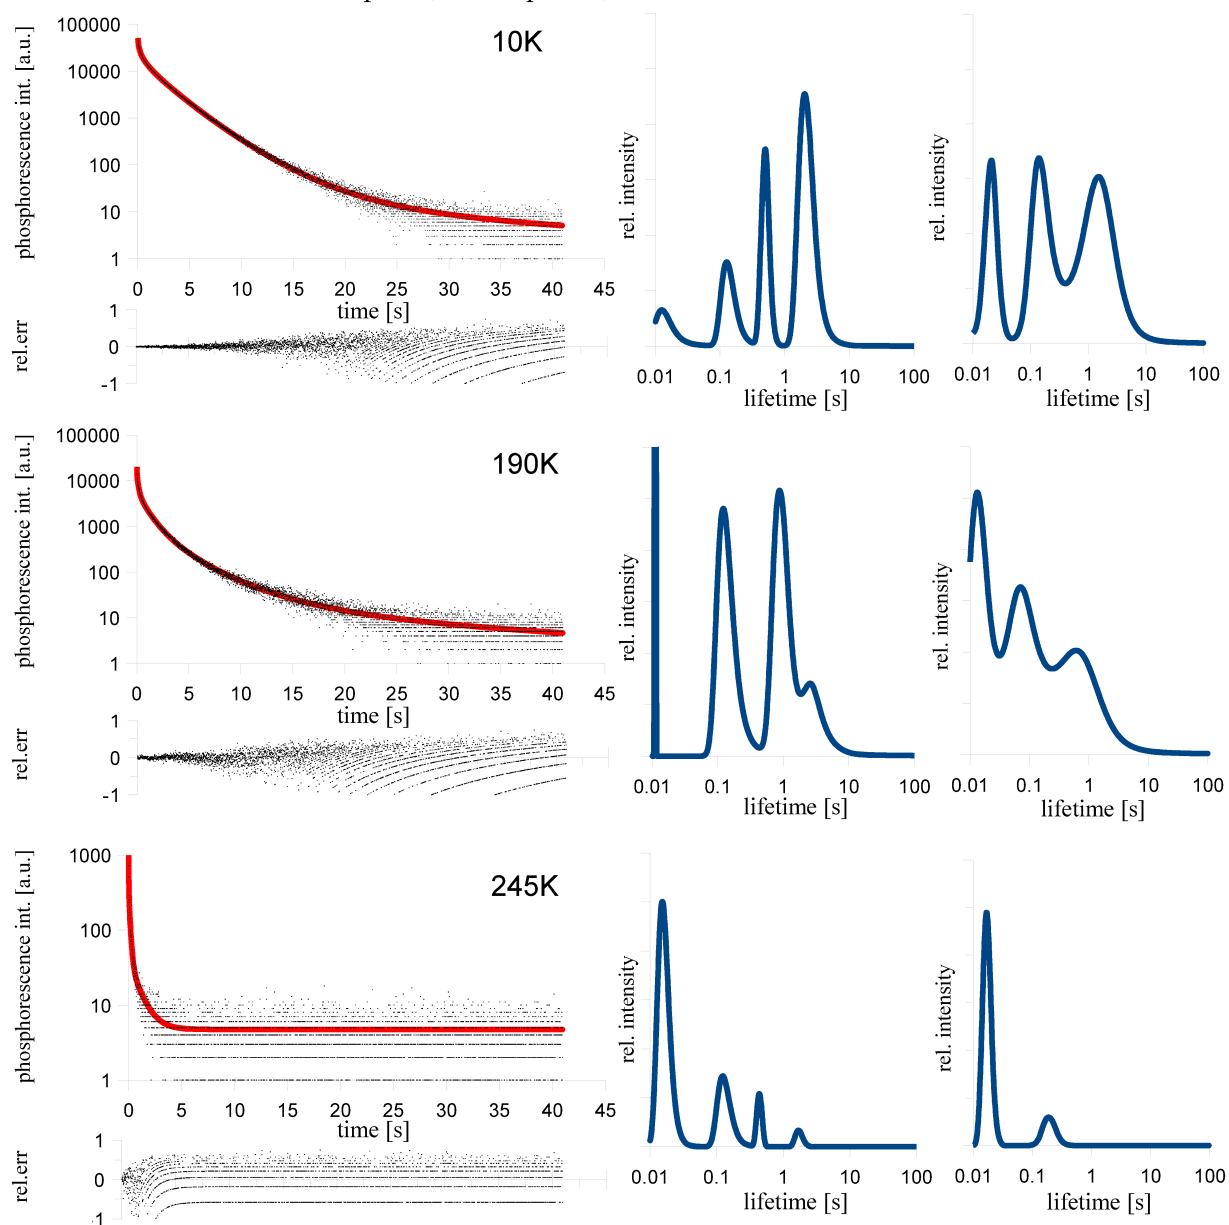 100000
10000
1000
100
10
1
phosphorescence int. [a.u.]
10K
0 5 10 15 20 25 30 35 40 45
time [s]
1
0
-1
rel.err
rel. intensity
0.01 0.1 1 10 100
lifetime [s]
rel. intensity
0.01 0.1 1 10 100
lifetime [s]
100000
10000
1000
100
10
1
phosphorescence int. [a.u.]
190K
0 5 10 15 20 25 30 35 40 45
time [s]
1
0
-1
rel.err
rel. intensity
0.01 0.1 1 10 100
lifetime [s]
rel. intensity
0.01 0.1 1 10 100
lifetime [s]
1000
100
10
1
phosphorescence int. [a.u.]
245K
0 5 10 15 20 25 30 35 40 45
time [s]
1
0
-1
rel.err
rel. intensity
0.01 0.1 1 10 100
lifetime [s]
rel. intensity
0.01 0.1 1 10 100
lifetime [s]